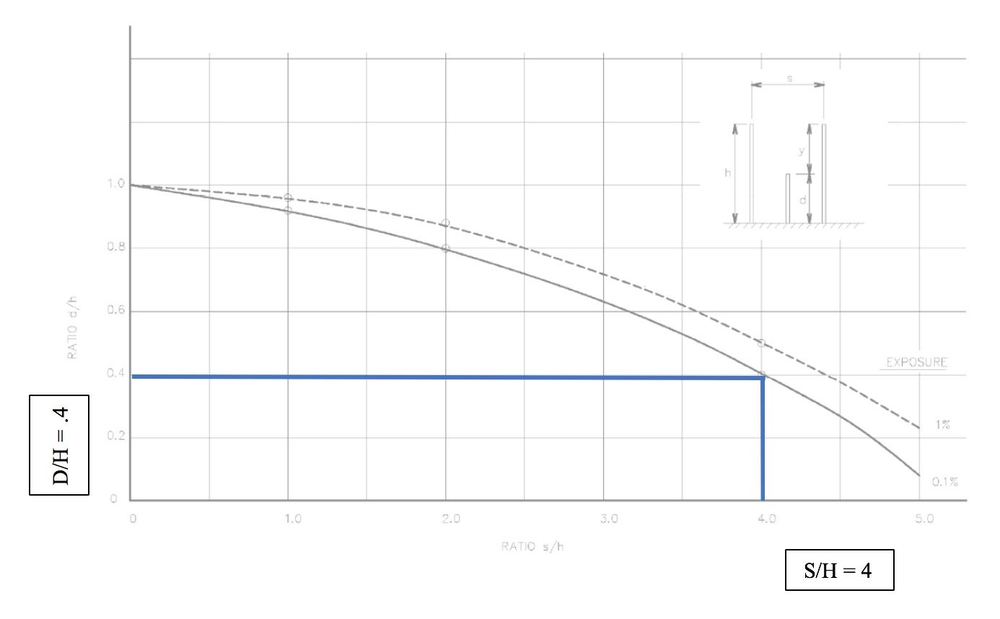 s
h
y
d
1.0
0.8
0.6
0.4
0.2
0
RATIO d/h
D/H = .4
EXPOSURE
1%
0.1%
0
1.0
2.0
3.0
4.0
5.0
RATIO s/h
S/H = 4